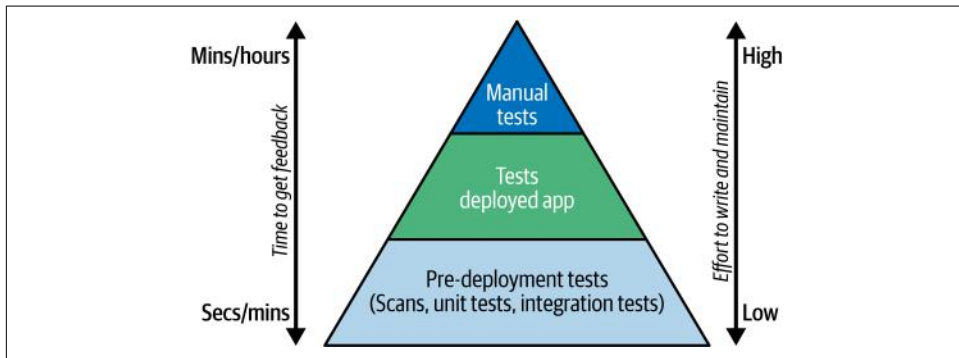 Mins/hours
High
Manual
tests
Time to get feedback
Tests
deployed app
Effort to write and maintain
Pre-deployment tests
(Scans, unit tests, integration tests)
Secs/mins
Low